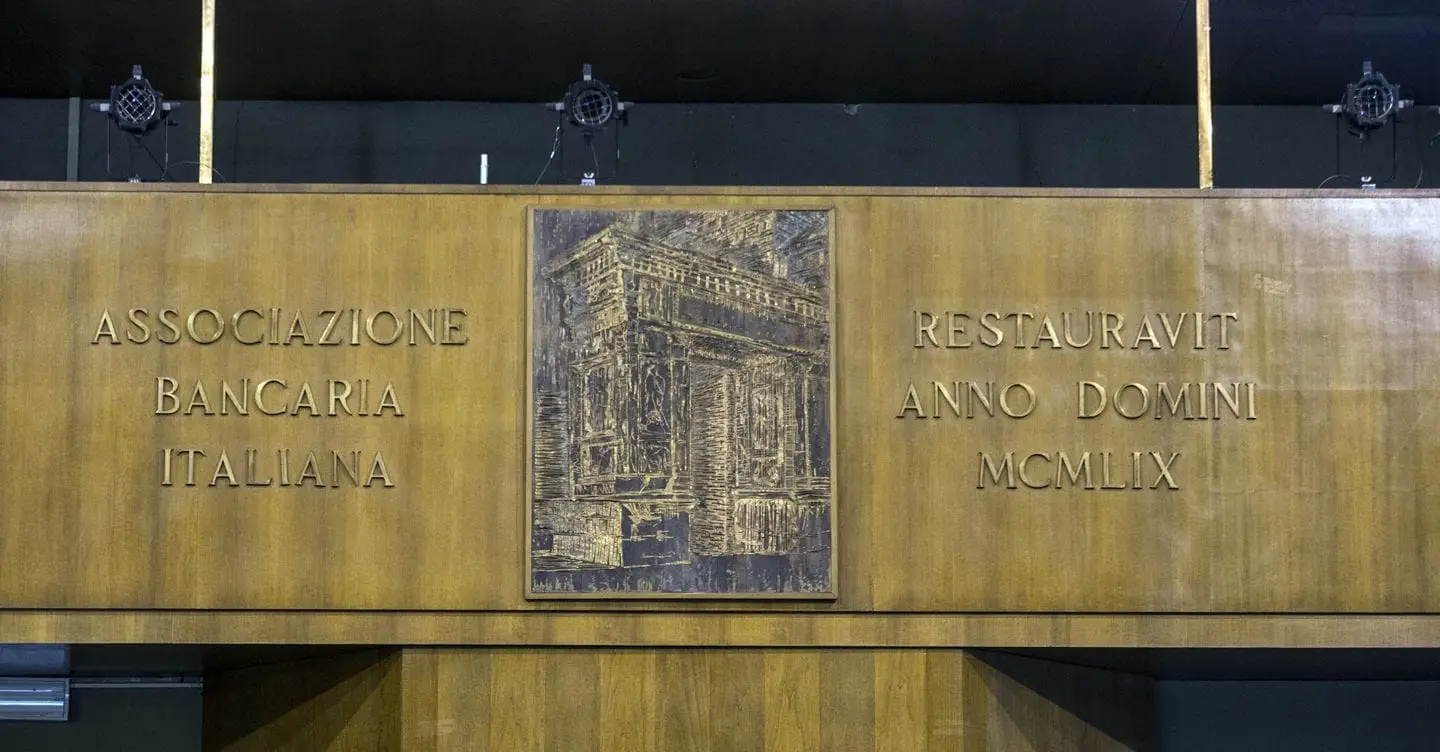 ASSOCIAZIONE
BANCARIA
ITALIANA
RESTAURAVIT
ANNO DOMINI
MCMLIX